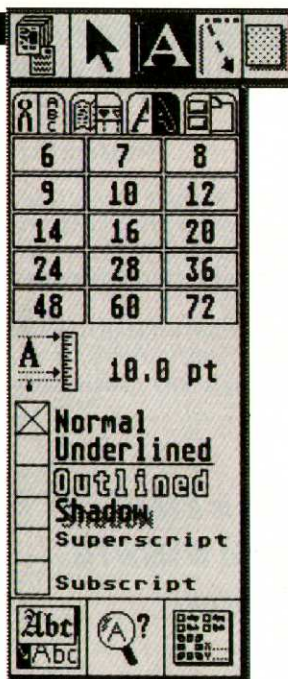 A
A B C
6 7 8
9 10 12
14 16 20
24 28 36
48 60 72
A 10.0 pt
Normal
Underlined
Outlined
Shadow
Superscript
Subscript
Abc A ?
Abc